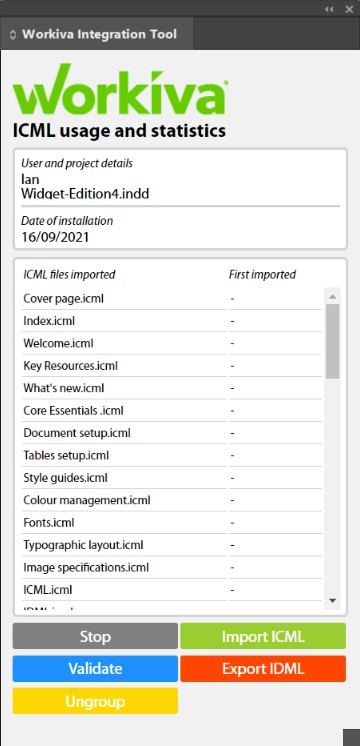 Workiva Integration Tool
workiva
ICML usage and statistics
User and project details
Ian
Widget-Edition4.indd
Date of installation
16/09/2021
ICML files imported First imported
Cover page.icml -
Index.icml -
Welcome.icml -
Key Resources.icml -
What's new.icml -
Core Essentials .icml -
Document setup.icml -
Tables setup.icml -
Style guides.icml -
Colour management.icml -
Fonts.icml -
Typographic layout.icml -
Image specifications.icml -
ICML.icml -
Stop Import ICML
Validate Export IDML
Ungroup